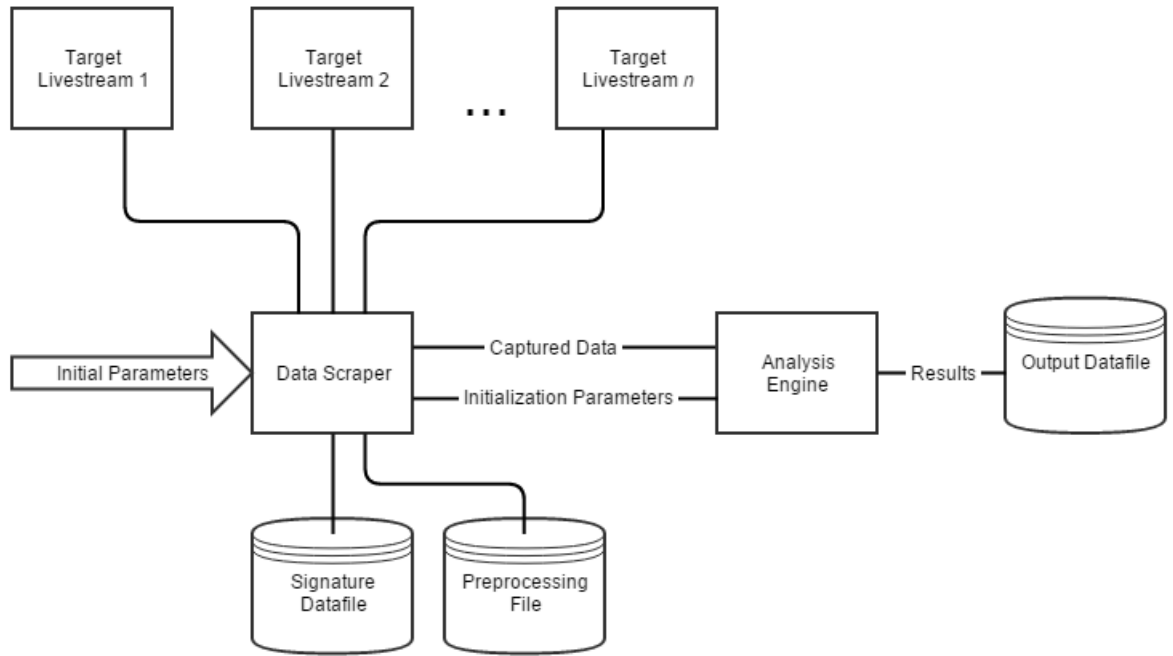 Target
Livestream 1
Target
Livestream 2
...
Target
Livestream n
Initial Parameters
Data Scraper
Captured Data
Initialization Parameters
Analysis
Engine
Results
Output Datafile
Signature
Datafile
Preprocessing
File